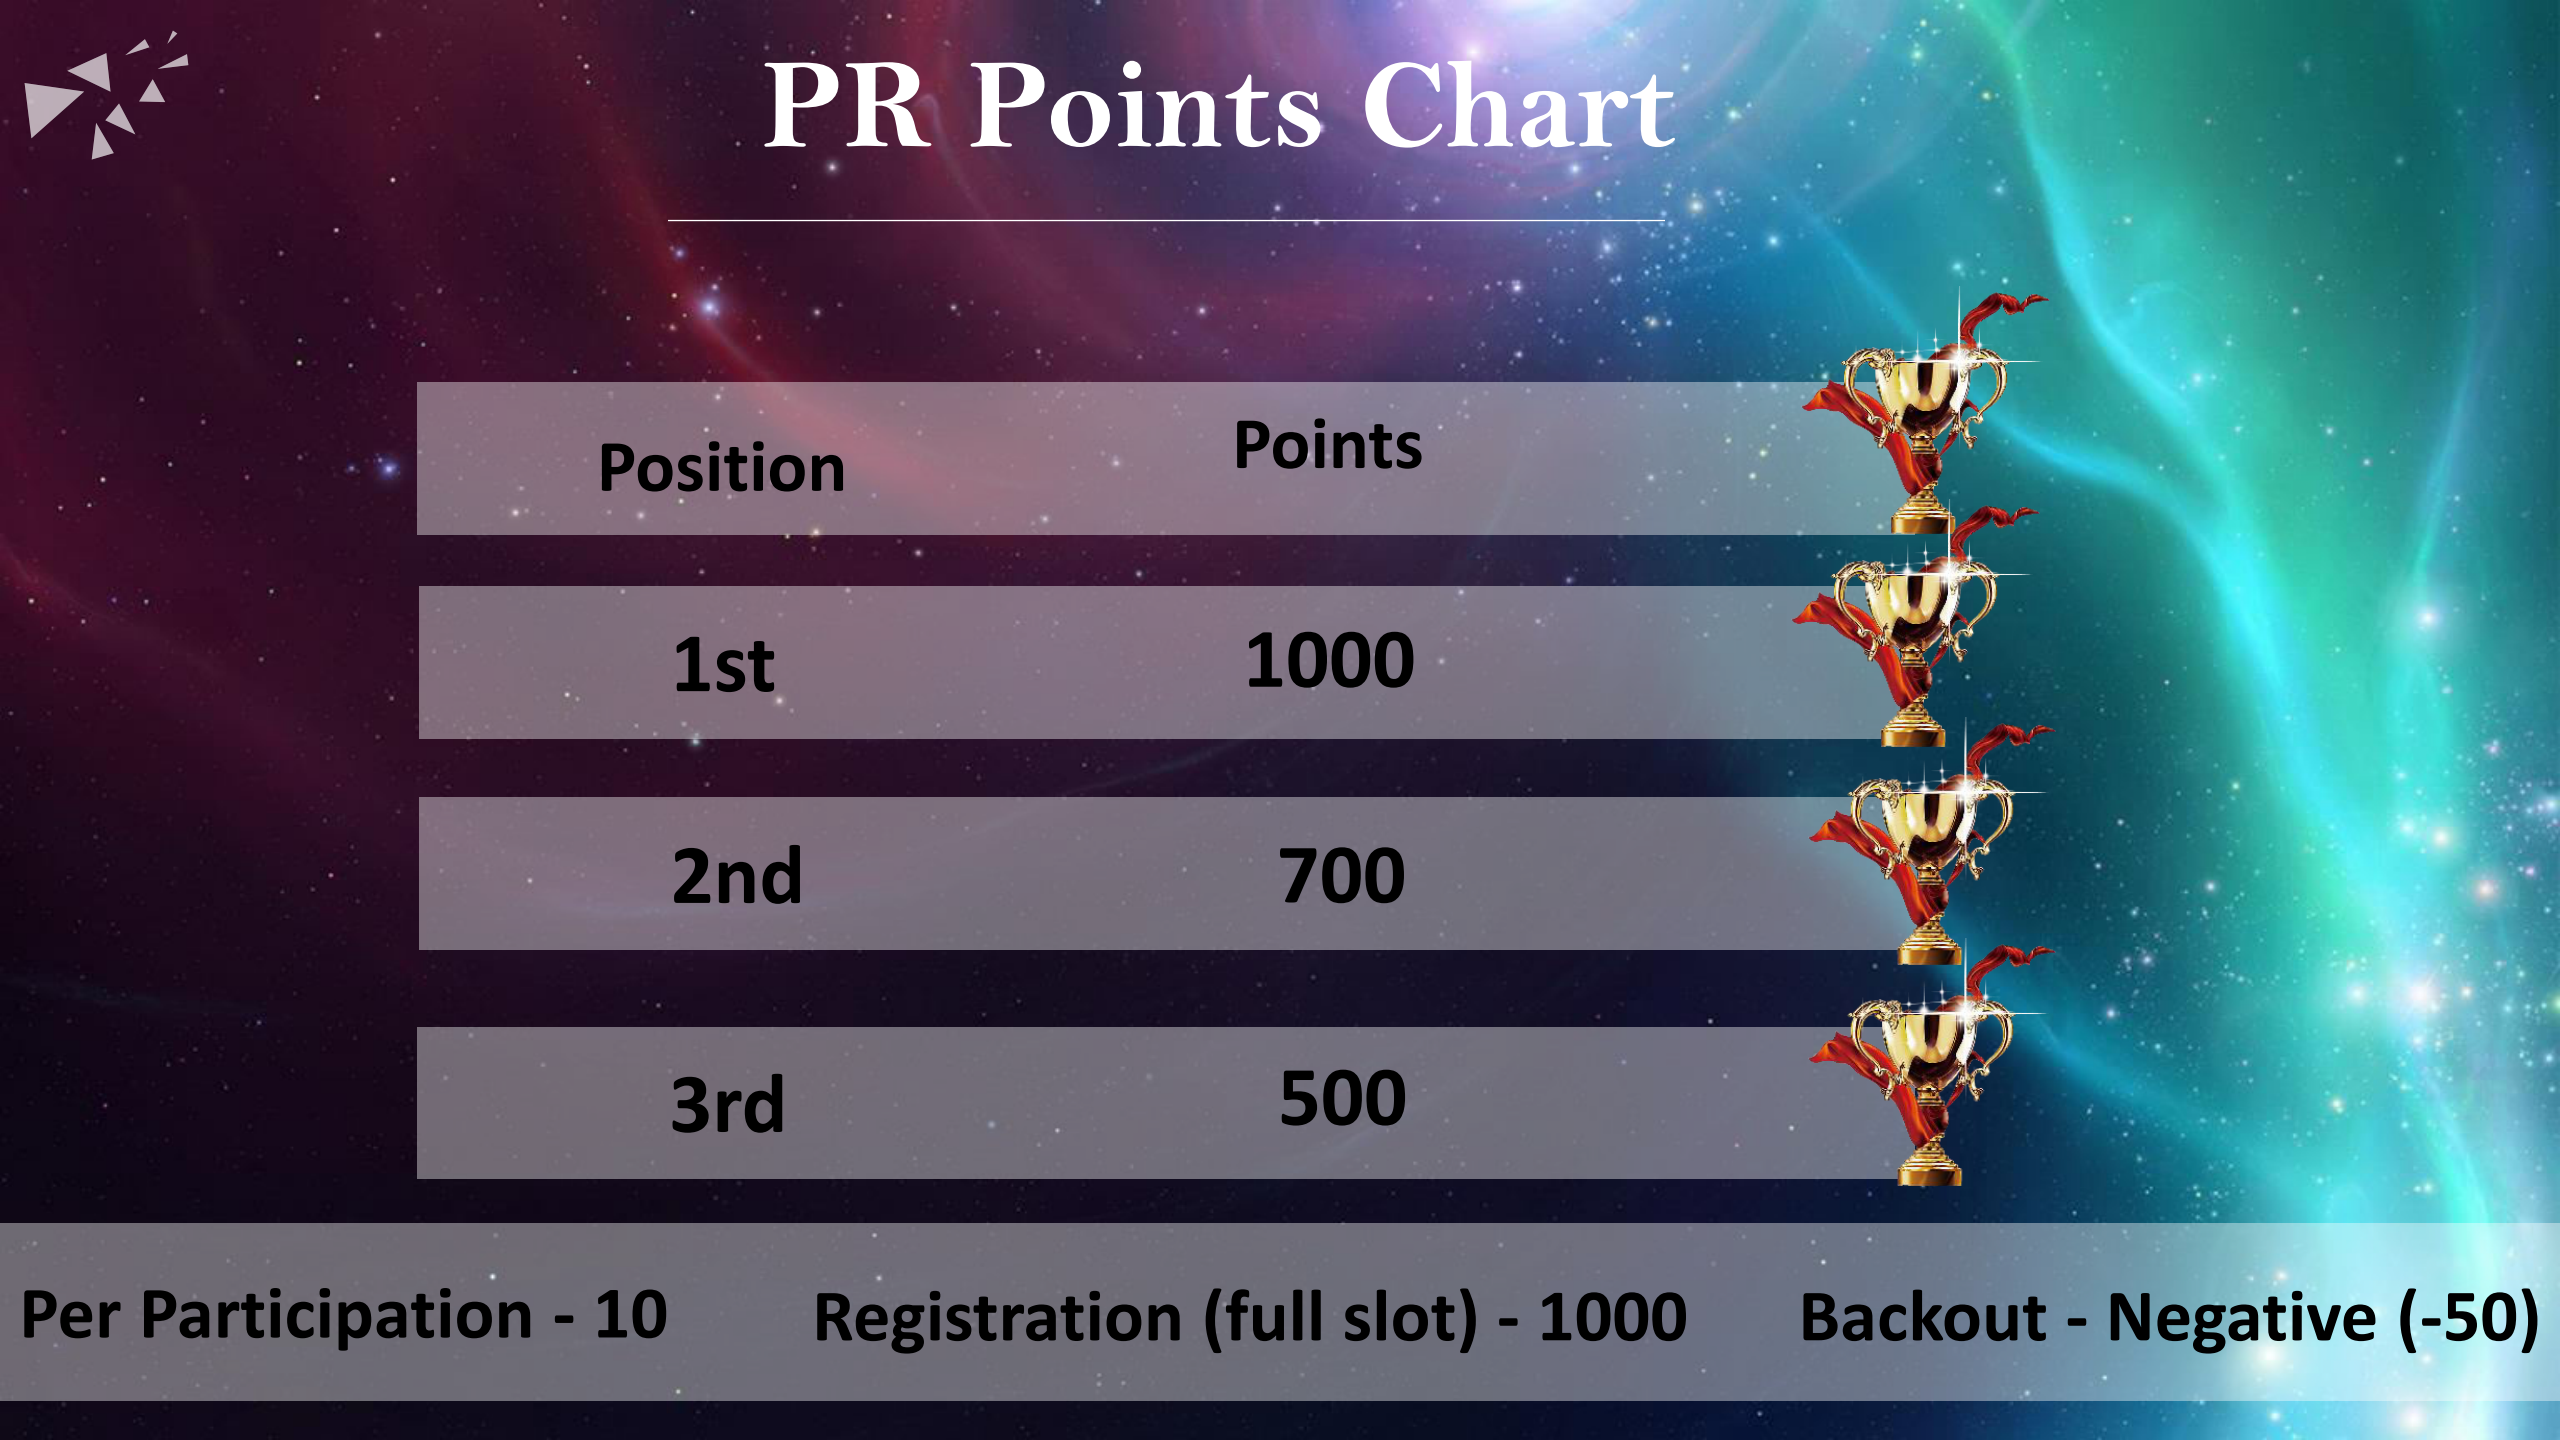 PR Points Chart
Position Points
1st 1000
2nd 700
3rd 500
Per Participation - 10 Registration (full slot) - 1000 Backout - Negative (-50)